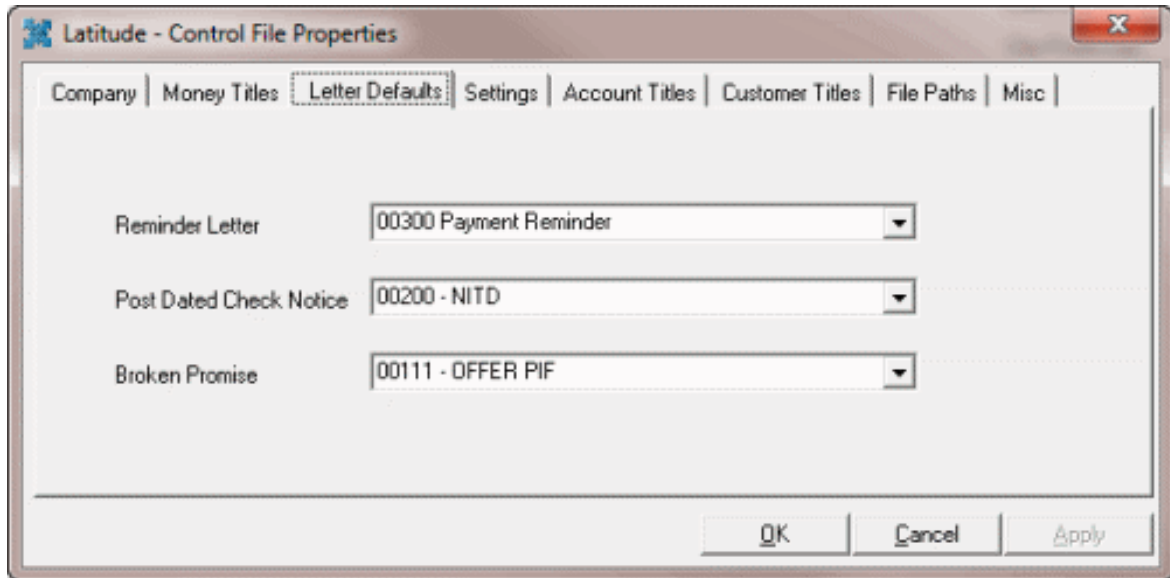 Latitude - Control File Properties
Company Money Titles Letter Defaults Settings Account Titles Customer Titles File Paths Misc
Reminder Letter 00300 Payment Reminder
Post Dated Check Notice 00200 - NITD
Broken Promise 00111 - OFFER PIF
OK Cancel Apply